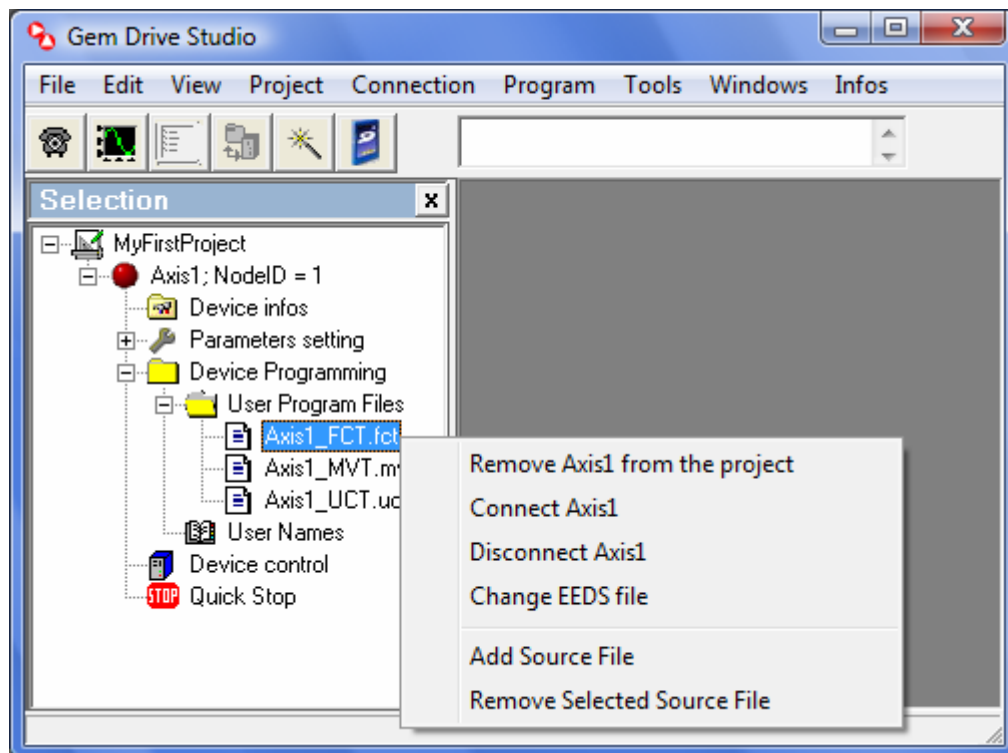 Gem Drive Studio
File Edit View Project Connection Program Tools Windows Infos
Selection
MyFirstProject
Axis1; NodeID = 1
Device infos
Parameters setting
Device Programming
User Program Files
Axis1_FCT.fct
Axis1_MVT.m
Axis1_UCT.uc
User Names
Device control
STOP Quick Stop
Remove Axis1 from the project
Connect Axis1
Disconnect Axis1
Change EEDS file
Add Source File
Remove Selected Source File